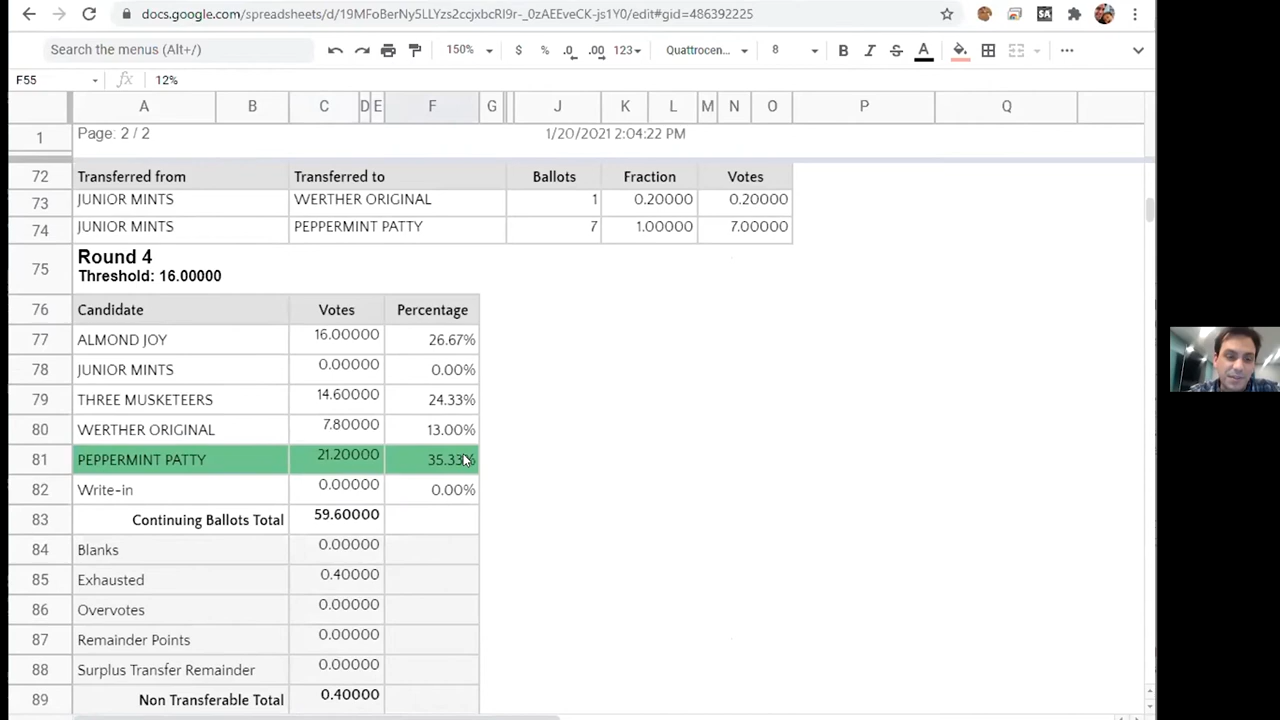 docs.google.com/spreadsheets/d/19MFoBerNy5LLYzs2ccjxbcRI9r-_0zAEEveCK-js1Y0/edit#gid=486392225
Search the menus (Alt+/) 150% $ % .0 .00 123 Quattrocen... 8 B I S A
F55 fx 12%
A B C D E F G J K L M N O P Q
1 Page: 2 / 2 1/20/2021 2:04:22 PM
72 Transferred from Transferred to Ballots Fraction Votes
73 JUNIOR MINTS WERTHER ORIGINAL 1 0.20000 0.20000
74 JUNIOR MINTS PEPPERMINT PATTY 7 1.00000 7.00000
75 Round 4
Threshold: 16.00000
76 Candidate Votes Percentage
77 ALMOND JOY 16.00000 26.67%
78 JUNIOR MINTS 0.00000 0.00%
79 THREE MUSKETEERS 14.60000 24.33%
80 WERTHER ORIGINAL 7.80000 13.00%
81 PEPPERMINT PATTY 21.20000 35.33%
82 Write-in 0.00000 0.00%
83 Continuing Ballots Total 59.60000
84 Blanks 0.00000
85 Exhausted 0.40000
86 Overvotes 0.00000
87 Remainder Points 0.00000
88 Surplus Transfer Remainder 0.00000
89 Non Transferable Total 0.40000